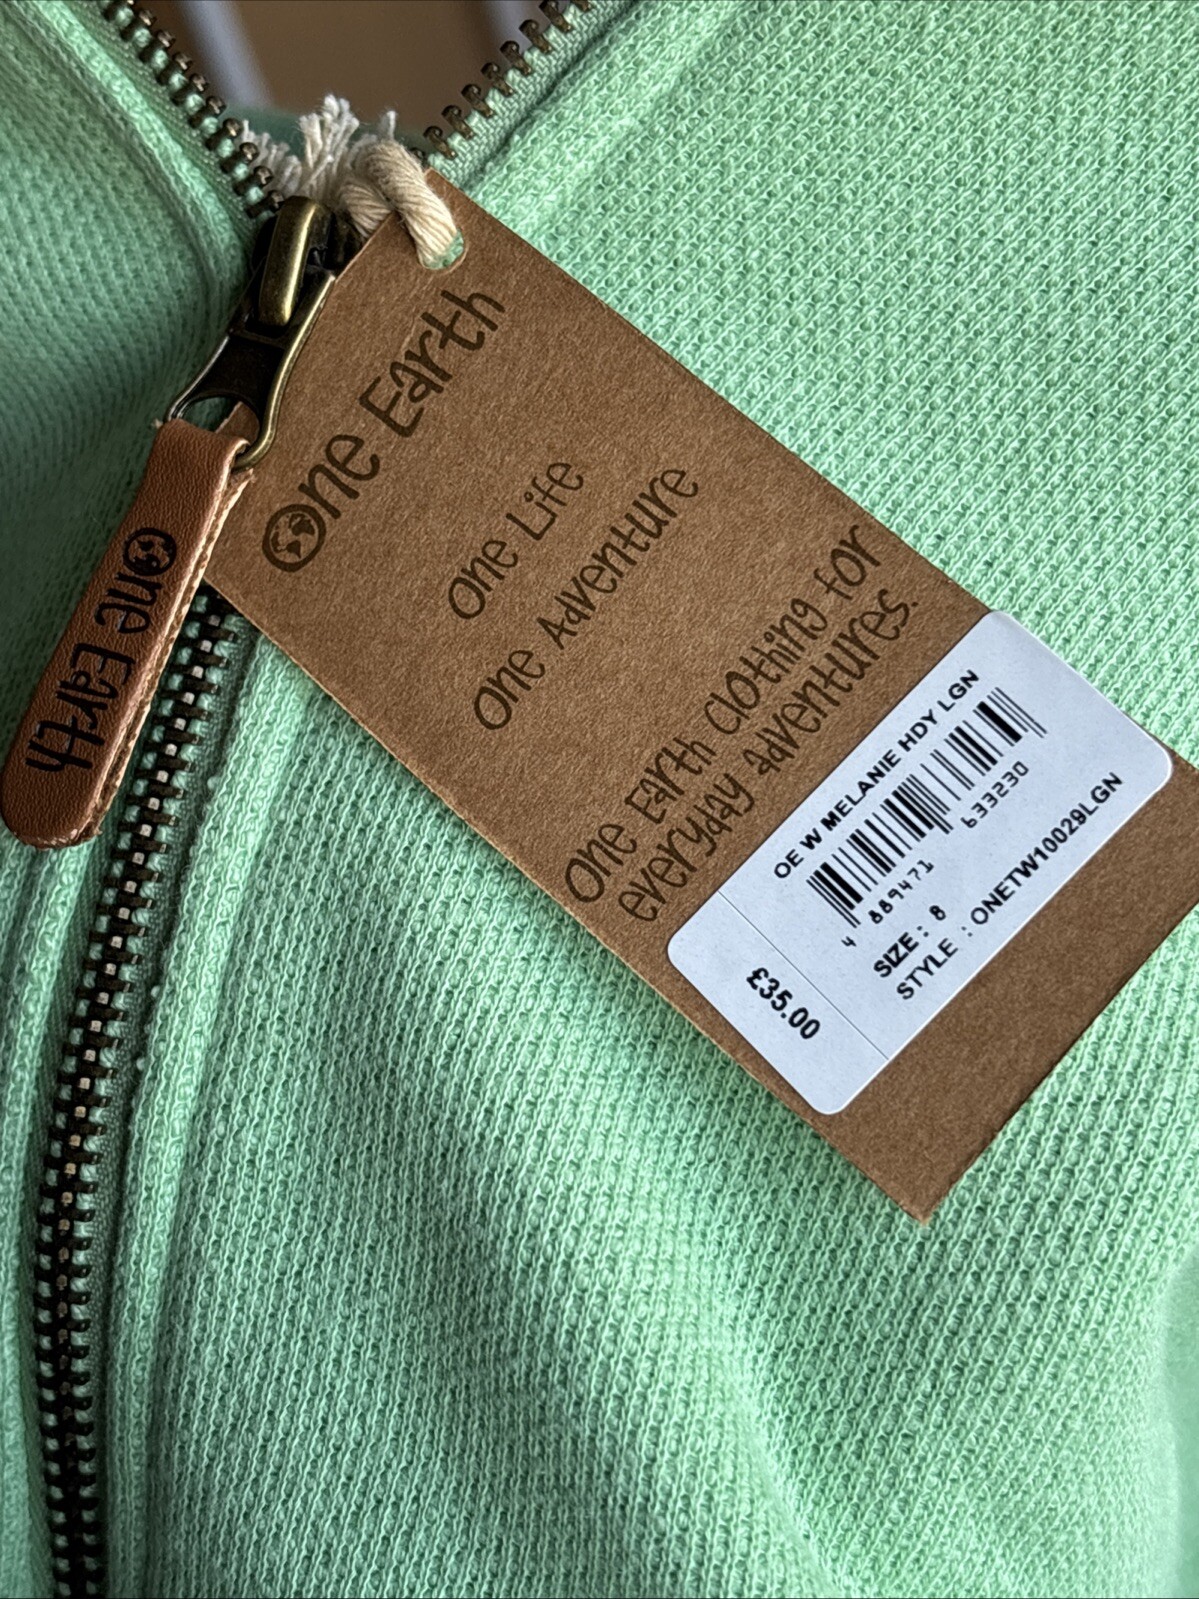 One Earth
One Life
One Adventure
One Earth Clothing for
everyday adventures.
OE W MELANIE HDY LGN
4 889471 633230
SIZE : 8
STYLE : ONETW10029LGN
£35.00
One Earth